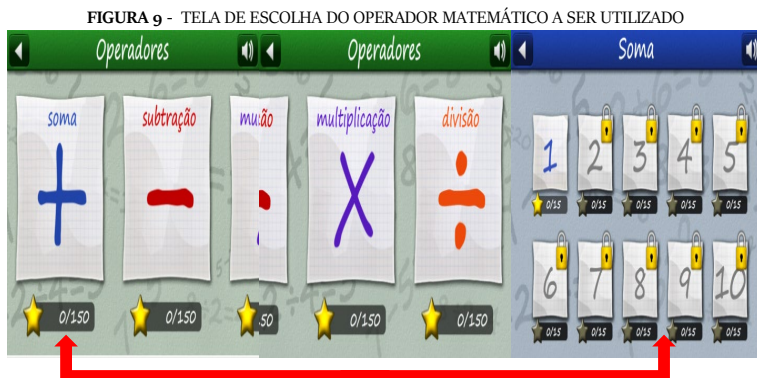 FIGURA 9 - TELA DE ESCOLHA DO OPERADOR MATEMÁTICO A SER UTILIZADO
Operadores
soma
subtração
+
-
0/150
0/150
Operadores
multiplicação
divisão
X
÷
0/150
0/150
Soma
1 2 3 4 5
0/15 0/15 0/15 0/15 0/15
6 7 8 9 10
0/15 0/15 0/15 0/15 0/15